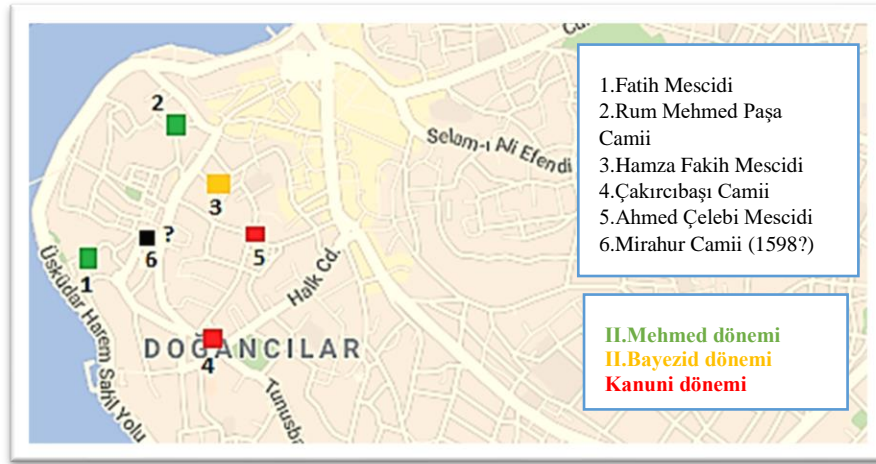 1.Fatih Mescidi
2.Rum Mehmed Paşa
Camii
3.Hamza Fakih Mescidi
4.Çakırcıbaşı Camii
5.Ahmed Çelebi Mescidi
6.Mirahur Camii (1598?)
II.Mehmed dönemi
II.Bayezid dönemi
Kanuni dönemi
Cu
2
Selam-ı Ali Efendi
3
?
6
5
1
Üsküdar Harem Sahil Yolu
Halk Cd.
DOĞANCILAR
4
Tunusba